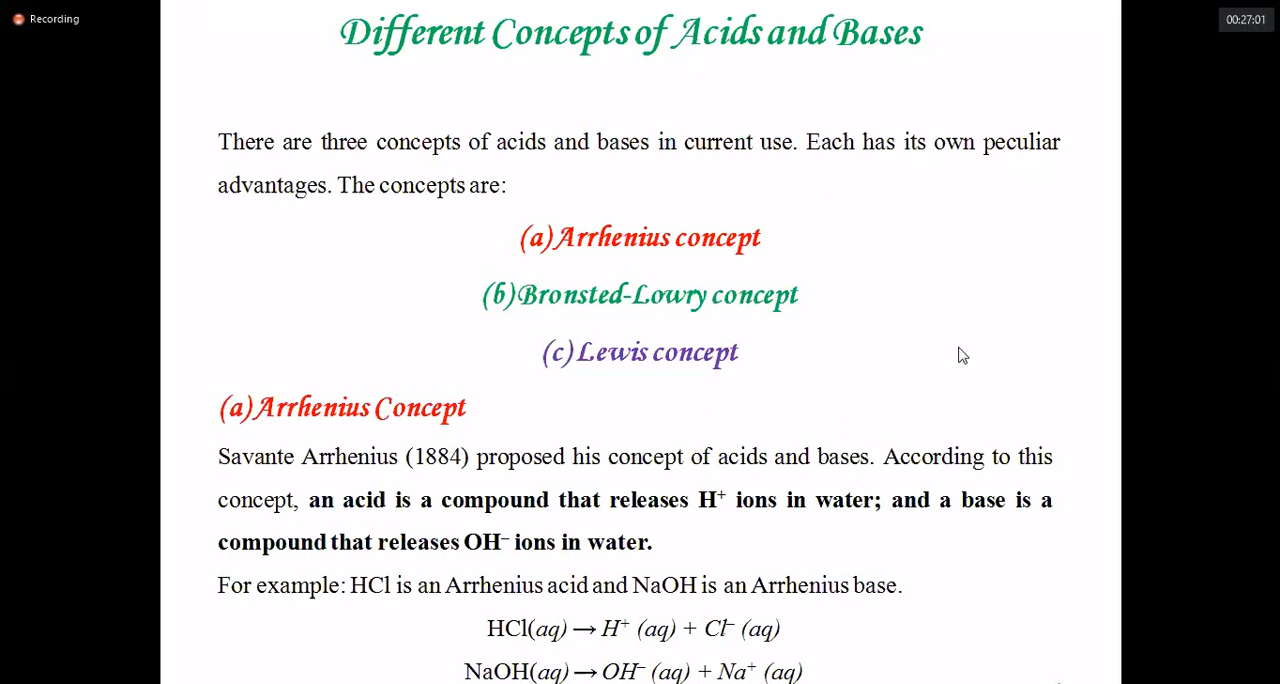 Recording
00:27:01
Different Concepts of Acids and Bases
There are three concepts of acids and bases in current use. Each has its own peculiar
advantages. The concepts are:
(a) Arrhenius concept
(b) Bronsted-Lowry concept
(c) Lewis concept
(a) Arrhenius Concept
Savante Arrhenius (1884) proposed his concept of acids and bases. According to this
concept, an acid is a compound that releases H⁺ ions in water; and a base is a
compound that releases OH⁻ ions in water.
For example: HCl is an Arrhenius acid and NaOH is an Arrhenius base.
HCl(aq) → H⁺ (aq) + Cl⁻ (aq)
NaOH(aq) → OH⁻ (aq) + Na⁺ (aq)